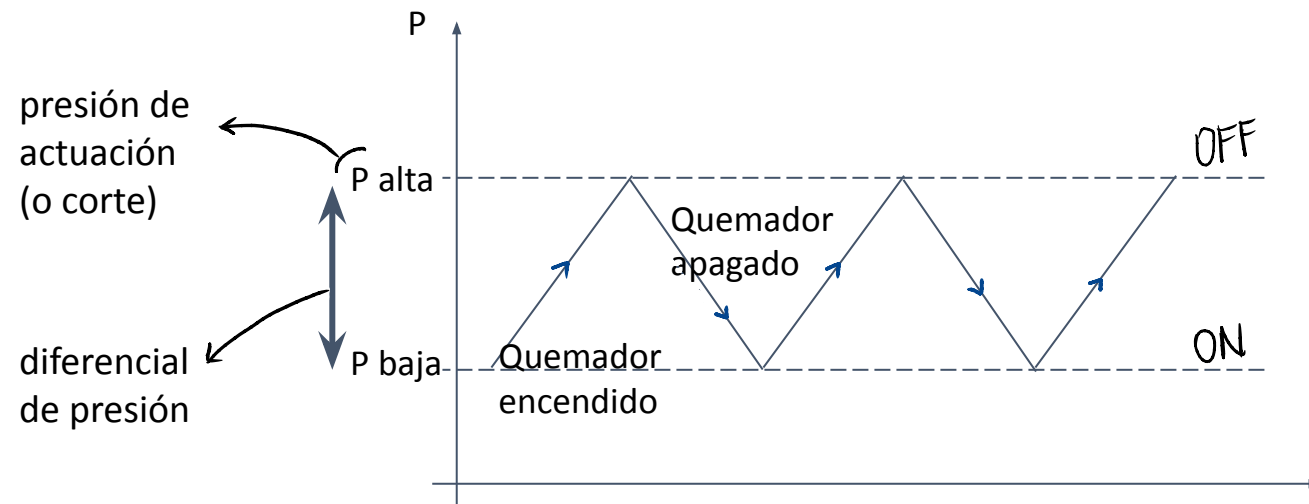 P
presión de
actuación
(o corte)
P alta
OFF
Quemador
apagado
diferencial
de presión
P baja
Quemador
encendido
ON